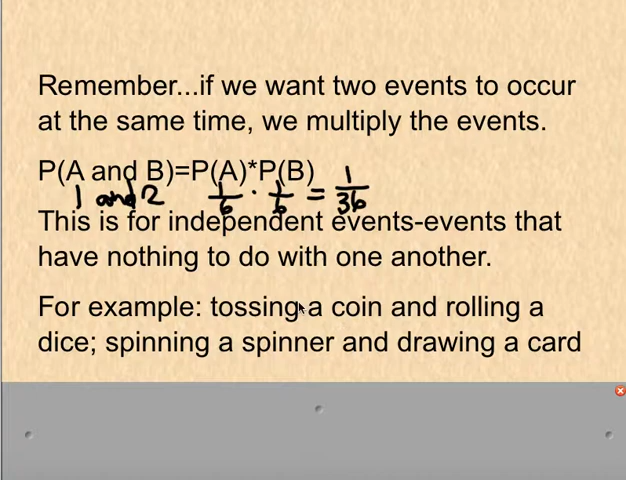 Remember...if we want two events to occur
at the same time, we multiply the events.
P(A and B)=P(A)*P(B)
1 and 2 1/6 · 1/6 = 1/36
This is for independent events-events that
have nothing to do with one another.
For example: tossing a coin and rolling a
dice; spinning a spinner and drawing a card